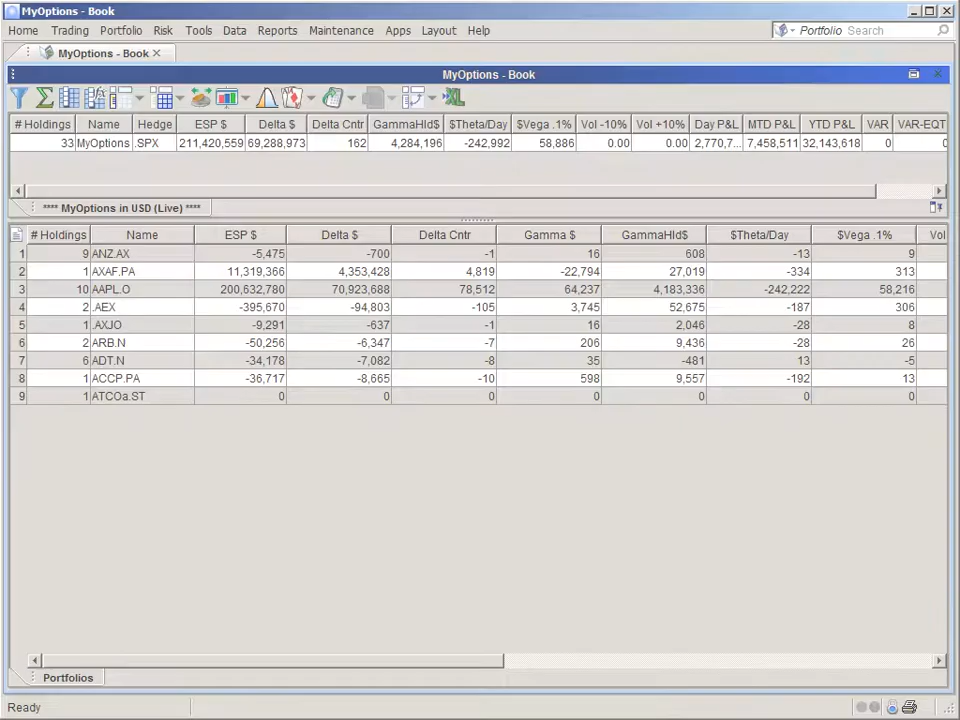 MyOptions - Book
Home Trading Portfolio Risk Tools Data Reports Maintenance Apps Layout Help Portfolio Search
MyOptions - Book
MyOptions - Book
# Holdings Name Hedge ESP $ Delta $ Delta Cntr GammaHld$ $Theta/Day $Vega .1% Vol -10% Vol +10% Day P&L MTD P&L YTD P&L VAR VAR-EQT
33 MyOptions .SPX 211,420,559 69,288,973 162 4,284,196 -242,992 58,886 0.00 0.00 2,770,7... 7,458,511 32,143,618 0 0
**** MyOptions in USD (Live) ****
# Holdings Name ESP $ Delta $ Delta Cntr Gamma $ GammaHld$ $Theta/Day $Vega .1% Vol
1 9 ANZ.AX -5,475 -700 -1 16 608 -13 9
2 1 AXAF.PA 11,319,366 4,353,428 4,819 -22,794 27,019 -334 313
3 10 AAPL.O 200,632,780 70,923,688 78,512 64,237 4,183,336 -242,222 58,216
4 2 .AEX -395,670 -94,803 -105 3,745 52,675 -187 306
5 1 .AXJO -9,291 -637 -1 16 2,046 -28 8
6 2 ARB.N -50,256 -6,347 -7 206 9,436 -28 26
7 6 ADT.N -34,178 -7,082 -8 35 -481 13 -5
8 1 ACCP.PA -36,717 -8,665 -10 598 9,557 -192 13
9 1 ATCOa.ST 0 0 0 0 0 0 0
Portfolios
Ready